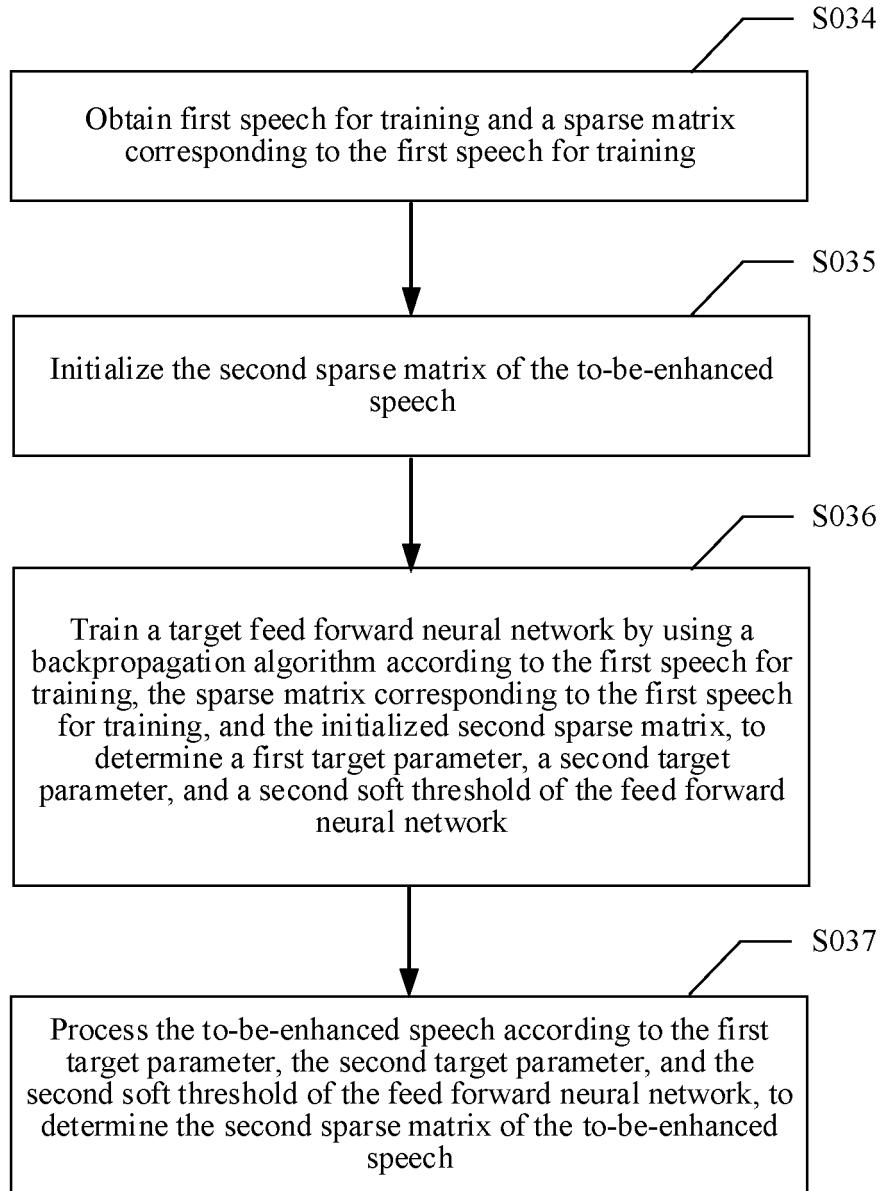 S034
Obtain first speech for training and a sparse matrix
corresponding to the first speech for training
S035
Initialize the second sparse matrix of the to-be-enhanced
speech
S036
Train a target feed forward neural network by using a
backpropagation algorithm according to the first speech for
training, the sparse matrix corresponding to the first speech
for training, and the initialized second sparse matrix, to
determine a first target parameter, a second target
parameter, and a second soft threshold of the feed forward
neural network
S037
Process the to-be-enhanced speech according to the first
target parameter, the second target parameter, and the
second soft threshold of the feed forward neural network, to
determine the second sparse matrix of the to-be-enhanced
speech